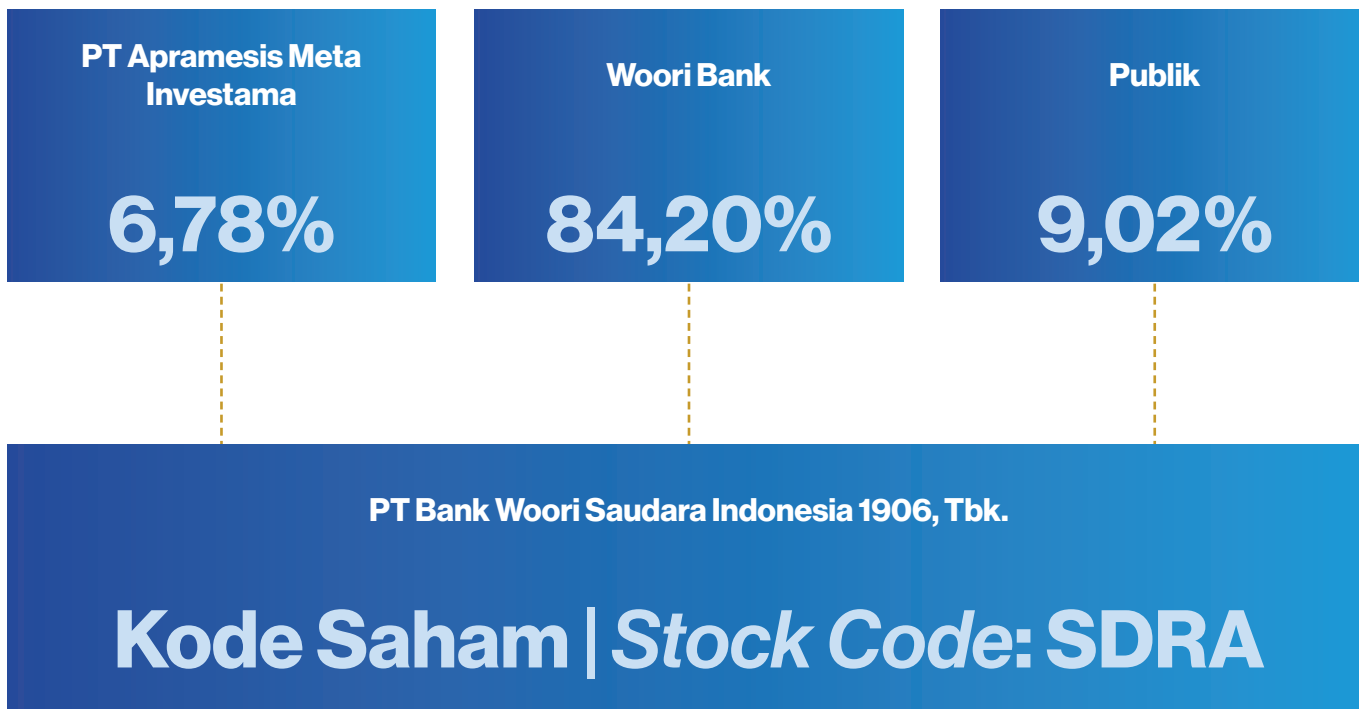 PT Apramesis Meta
Investama
6,78%
Woori Bank
84,20%
Publik
9,02%
PT Bank Woori Saudara Indonesia 1906, Tbk.
Kode Saham | Stock Code: SDRA